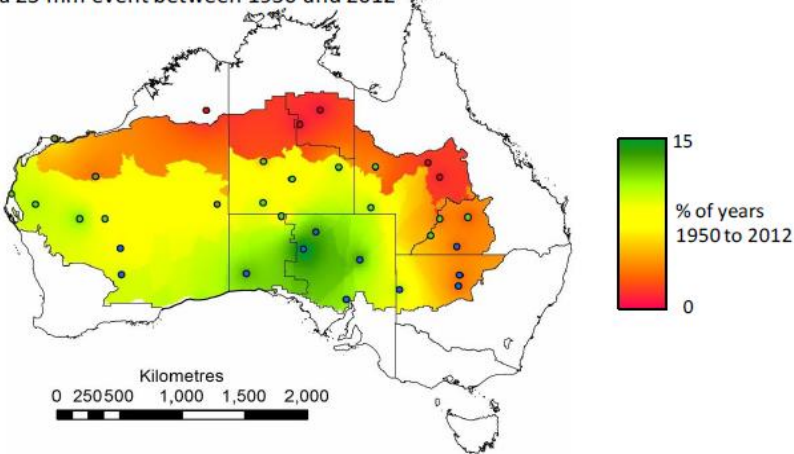 25 mm event between 1950 and 2012
15
% of years
1950 to 2012
0
Kilometres
0 250 500 1,000 1,500 2,000